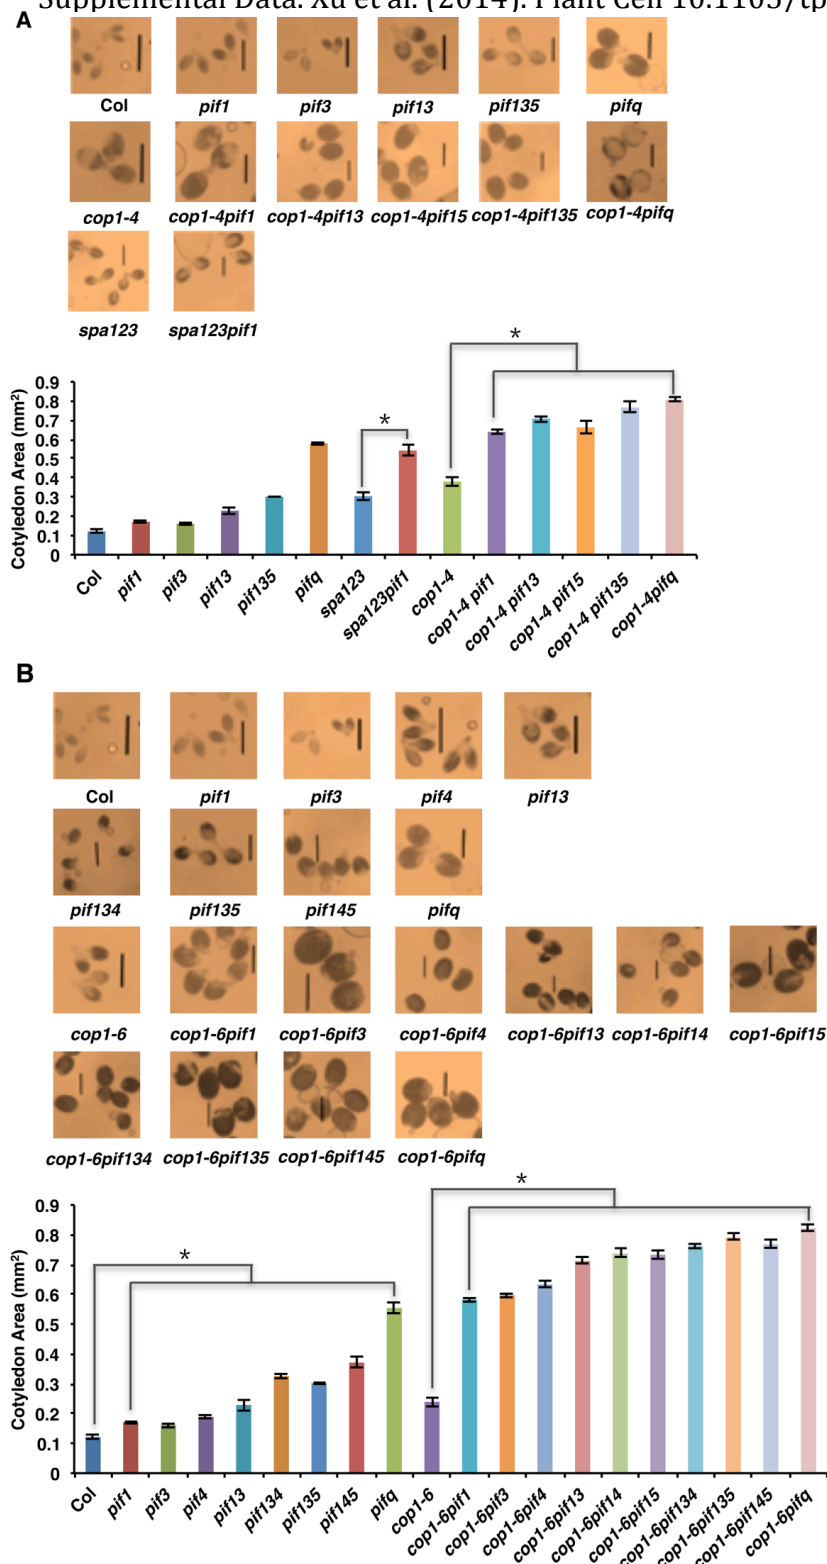 Supplemental Data. Xu et al. (2014). Plant Cell 10.1105/tp
A
Col pif1 pif3 pif13 pif135 pifq
cop1-4 cop1-4pif1 cop1-4pif13 cop1-4pif15 cop1-4pif135 cop1-4pifq
spa123 spa123pif1
*
*
Cotyledon Area (mm²)
0.9
0.8
0.7
0.6
0.5
0.4
0.3
0.2
0.1
0
Col pif1 pif3 pif13 pif135 pifq spa123 spa123pif1 cop1-4 cop1-4 pif1 cop1-4 pif13 cop1-4 pif15 cop1-4 pif135 cop1-4pifq
B
Col pif1 pif3 pif4 pif13
pif134 pif135 pif145 pifq
cop1-6 cop1-6pif1 cop1-6pif3 cop1-6pif4 cop1-6pif13 cop1-6pif14 cop1-6pif15
cop1-6pif134 cop1-6pif135 cop1-6pif145 cop1-6pifq
*
*
Cotyledon Area (mm²)
0.9
0.8
0.7
0.6
0.5
0.4
0.3
0.2
0.1
0
Col pif1 pif3 pif4 pif13 pif134 pif135 pif145 pifq cop1-6 cop1-6pif1 cop1-6pif3 cop1-6pif4 cop1-6pif13 cop1-6pif14 cop1-6pif15 cop1-6pif134 cop1-6pif135 cop1-6pif145 cop1-6pifq